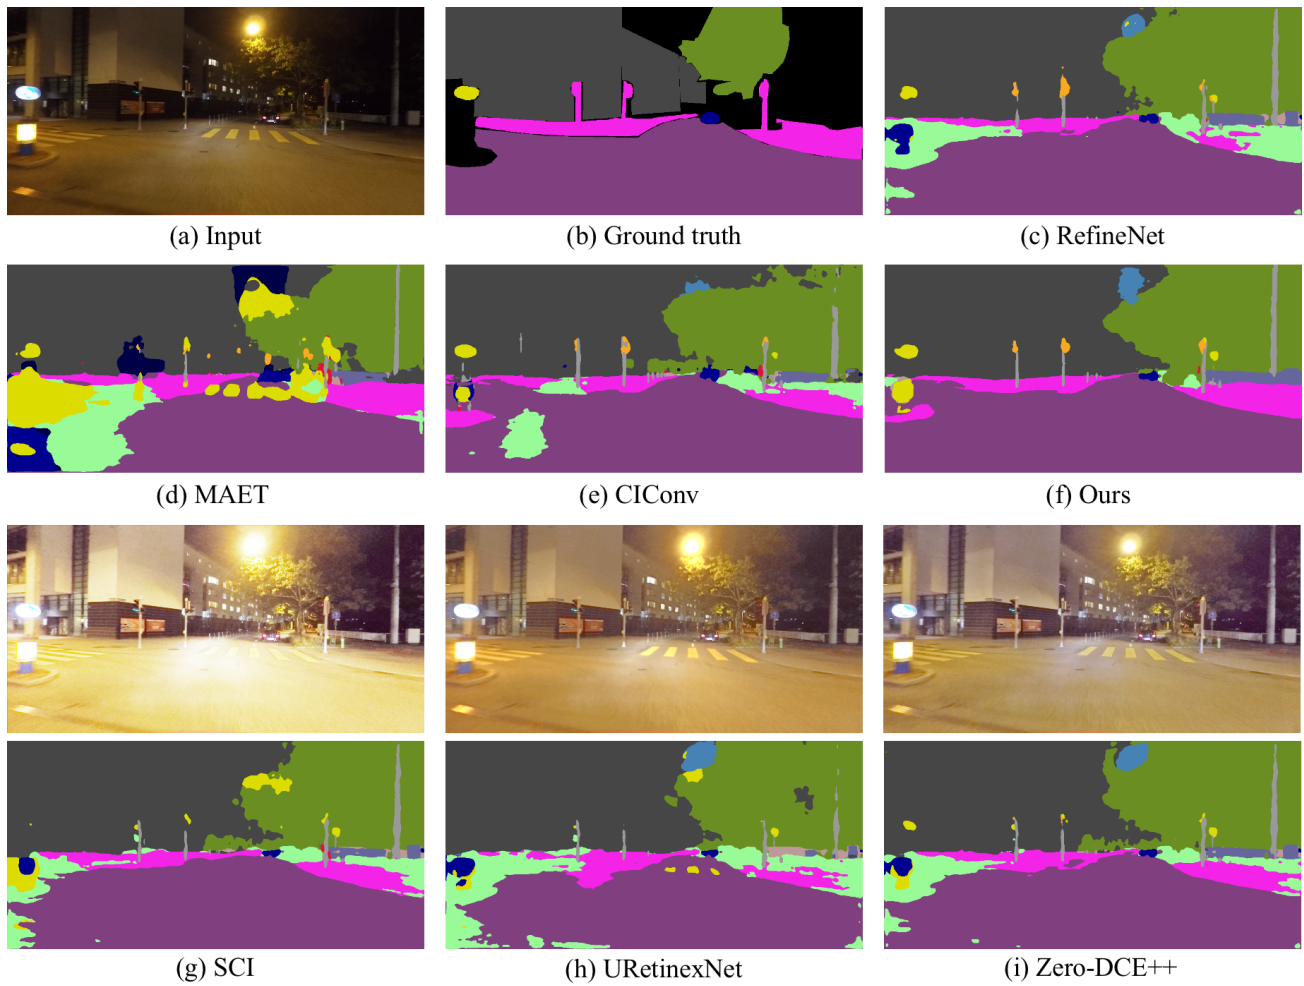 (a) Input
(b) Ground truth
(c) RefineNet
(d) MAET
(e) CIConv
(f) Ours
(g) SCI
(h) URetinexNet
(i) Zero-DCE++